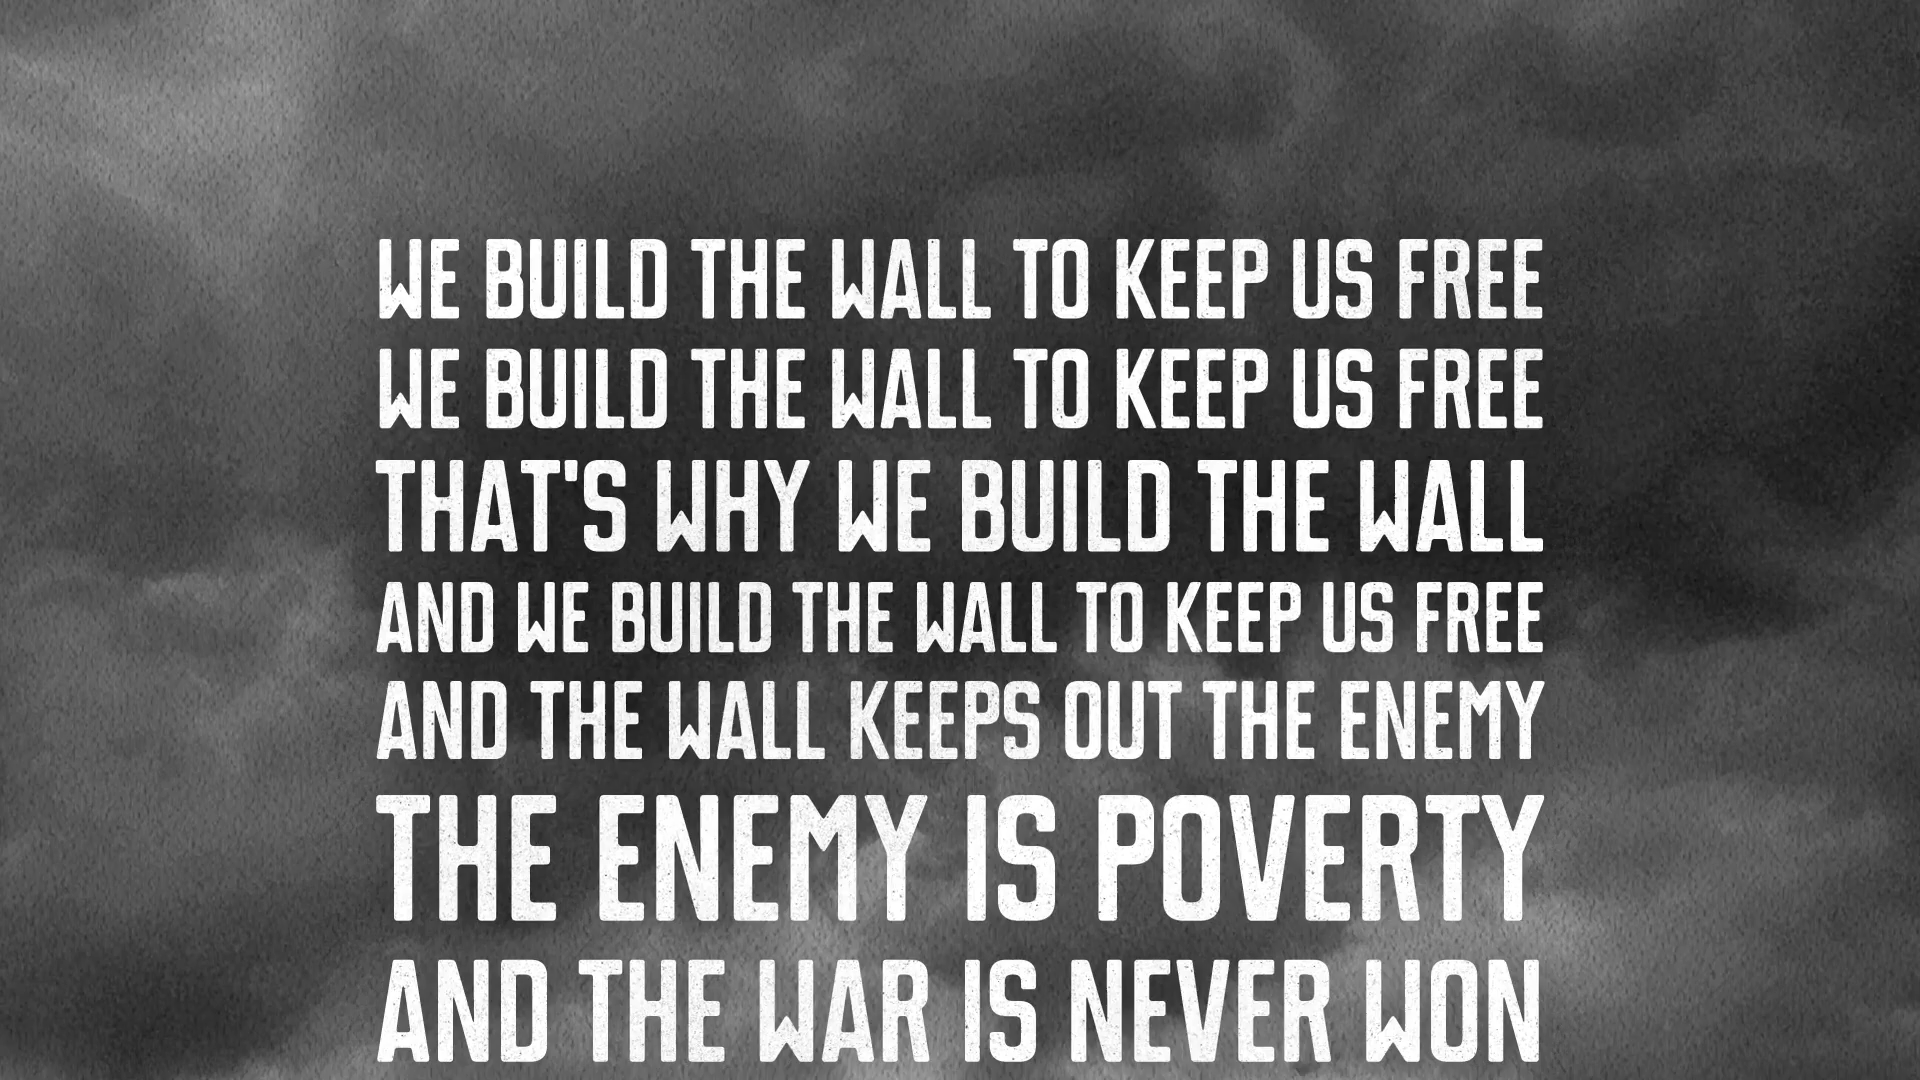 WE BUILD THE WALL TO KEEP US FREE
WE BUILD THE WALL TO KEEP US FREE
THAT'S WHY WE BUILD THE WALL
AND WE BUILD THE WALL TO KEEP US FREE
AND THE WALL KEEPS OUT THE ENEMY
THE ENEMY IS POVERTY
AND THE WAR IS NEVER WON